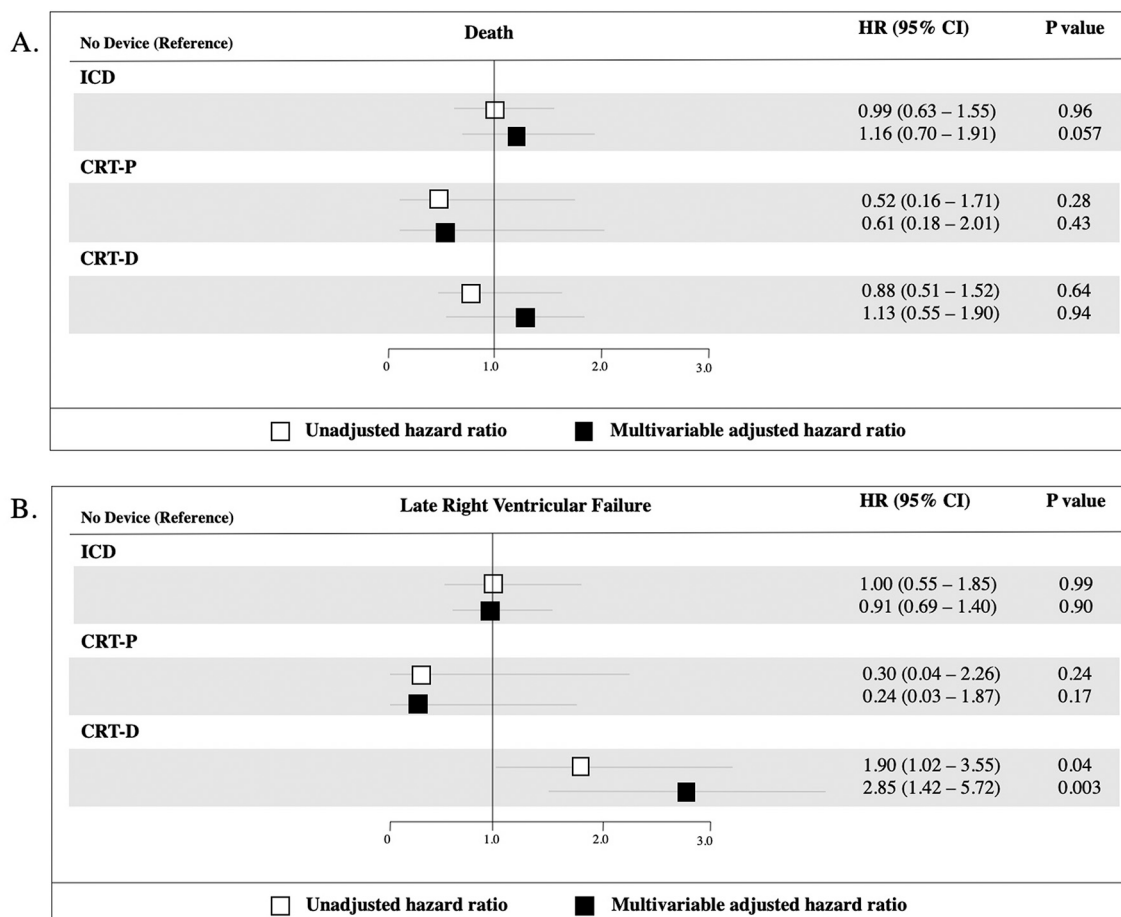 A.
No Device (Reference) Death HR (95% CI) P value
ICD
0.99 (0.63 – 1.55) 0.96
1.16 (0.70 – 1.91) 0.057
CRT-P
0.52 (0.16 – 1.71) 0.28
0.61 (0.18 – 2.01) 0.43
CRT-D
0.88 (0.51 – 1.52) 0.64
1.13 (0.55 – 1.90) 0.94
0 1.0 2.0 3.0
Unadjusted hazard ratio Multivariable adjusted hazard ratio
B.
No Device (Reference) Late Right Ventricular Failure HR (95% CI) P value
ICD
1.00 (0.55 – 1.85) 0.99
0.91 (0.69 – 1.40) 0.90
CRT-P
0.30 (0.04 – 2.26) 0.24
0.24 (0.03 – 1.87) 0.17
CRT-D
1.90 (1.02 – 3.55) 0.04
2.85 (1.42 – 5.72) 0.003
0 1.0 2.0 3.0
Unadjusted hazard ratio Multivariable adjusted hazard ratio